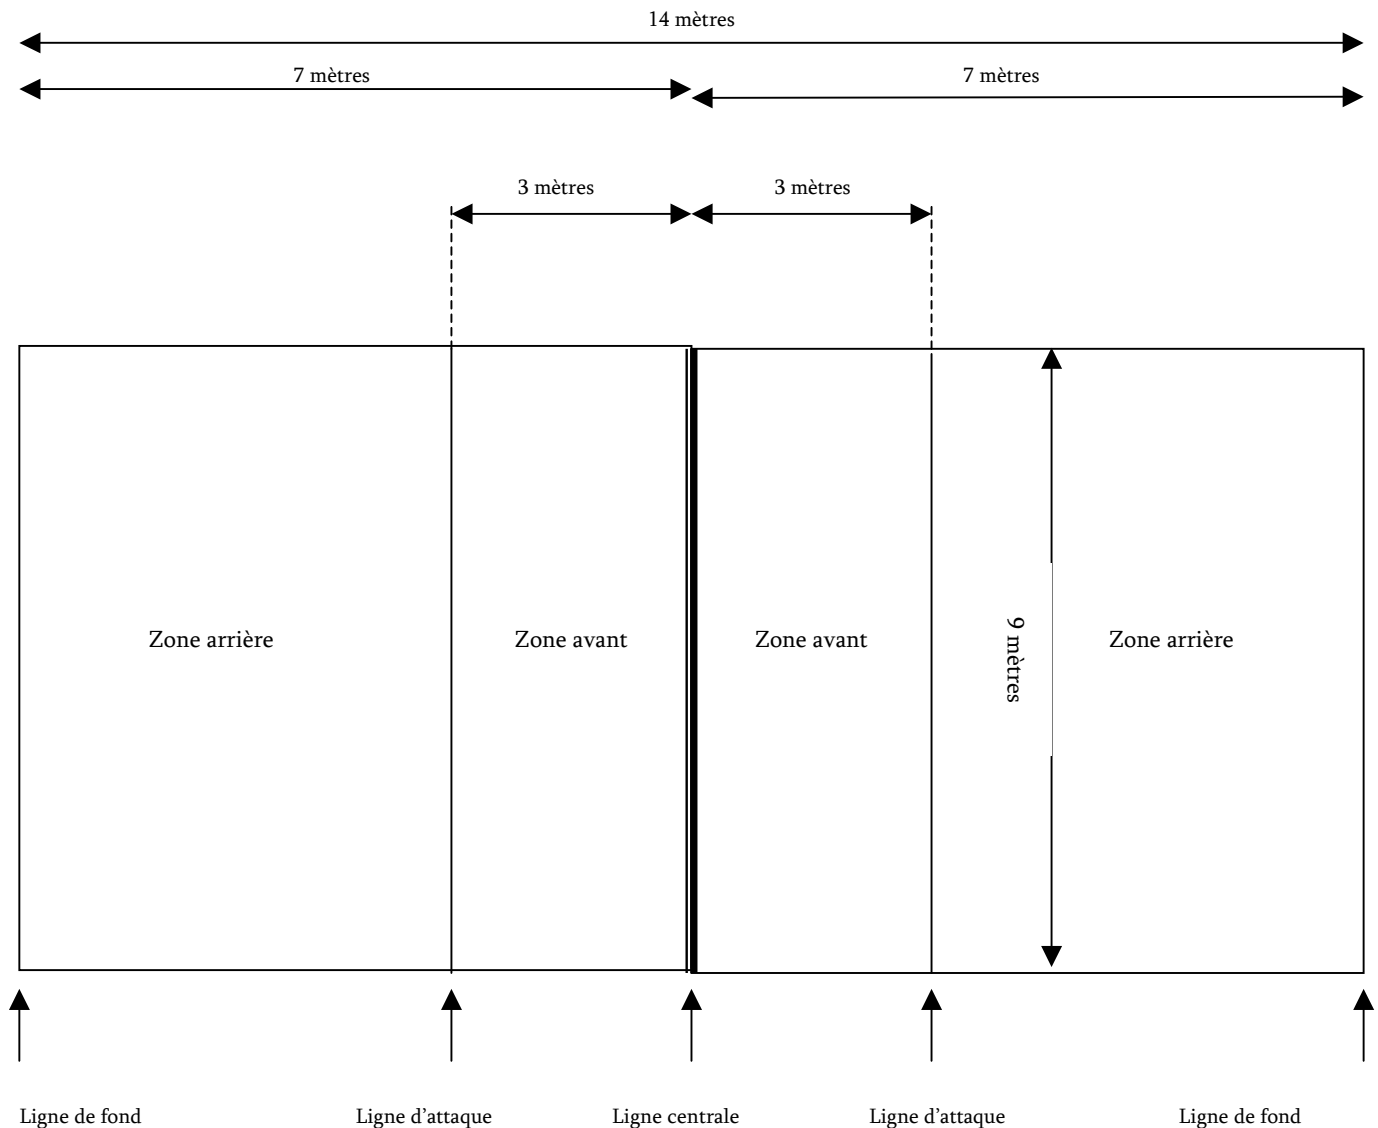 14 mètres
7 mètres
7 mètres
3 mètres
3 mètres
Zone arrière
Zone avant
Zone avant
9 mètres
Zone arrière
Ligne de fond
Ligne d’attaque
Ligne centrale
Ligne d’attaque
Ligne de fond